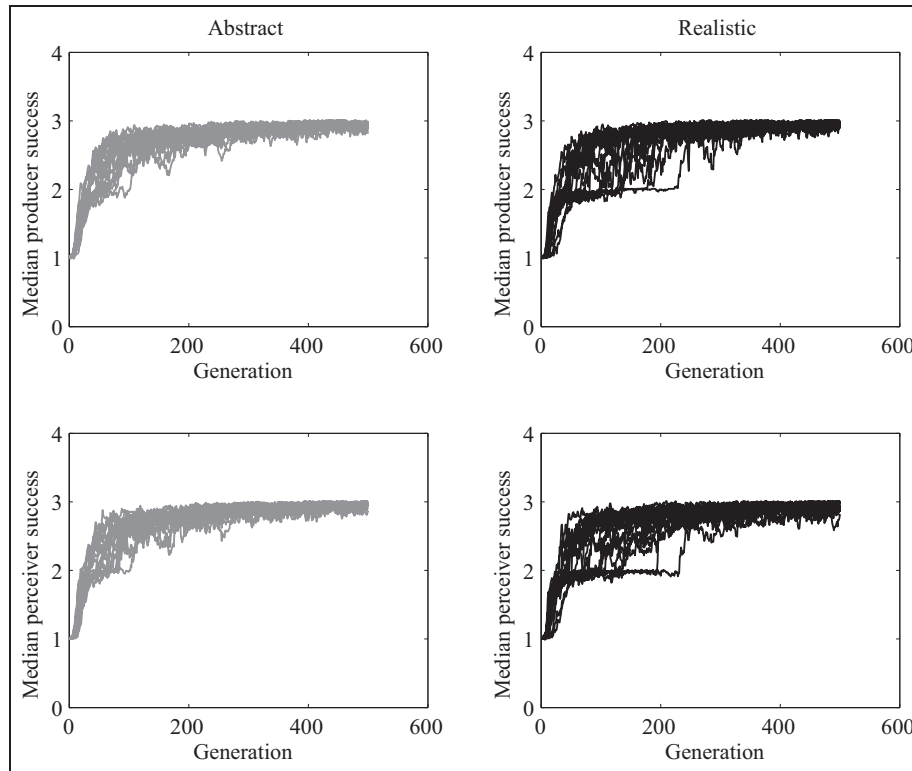 Abstract
Realistic
Median producer success
4
3
2
1
0
0 200 400 600
Generation
Median producer success
4
3
2
1
0
0 200 400 600
Generation
Median perceiver success
4
3
2
1
0
0 200 400 600
Generation
Median perceiver success
4
3
2
1
0
0 200 400 600
Generation